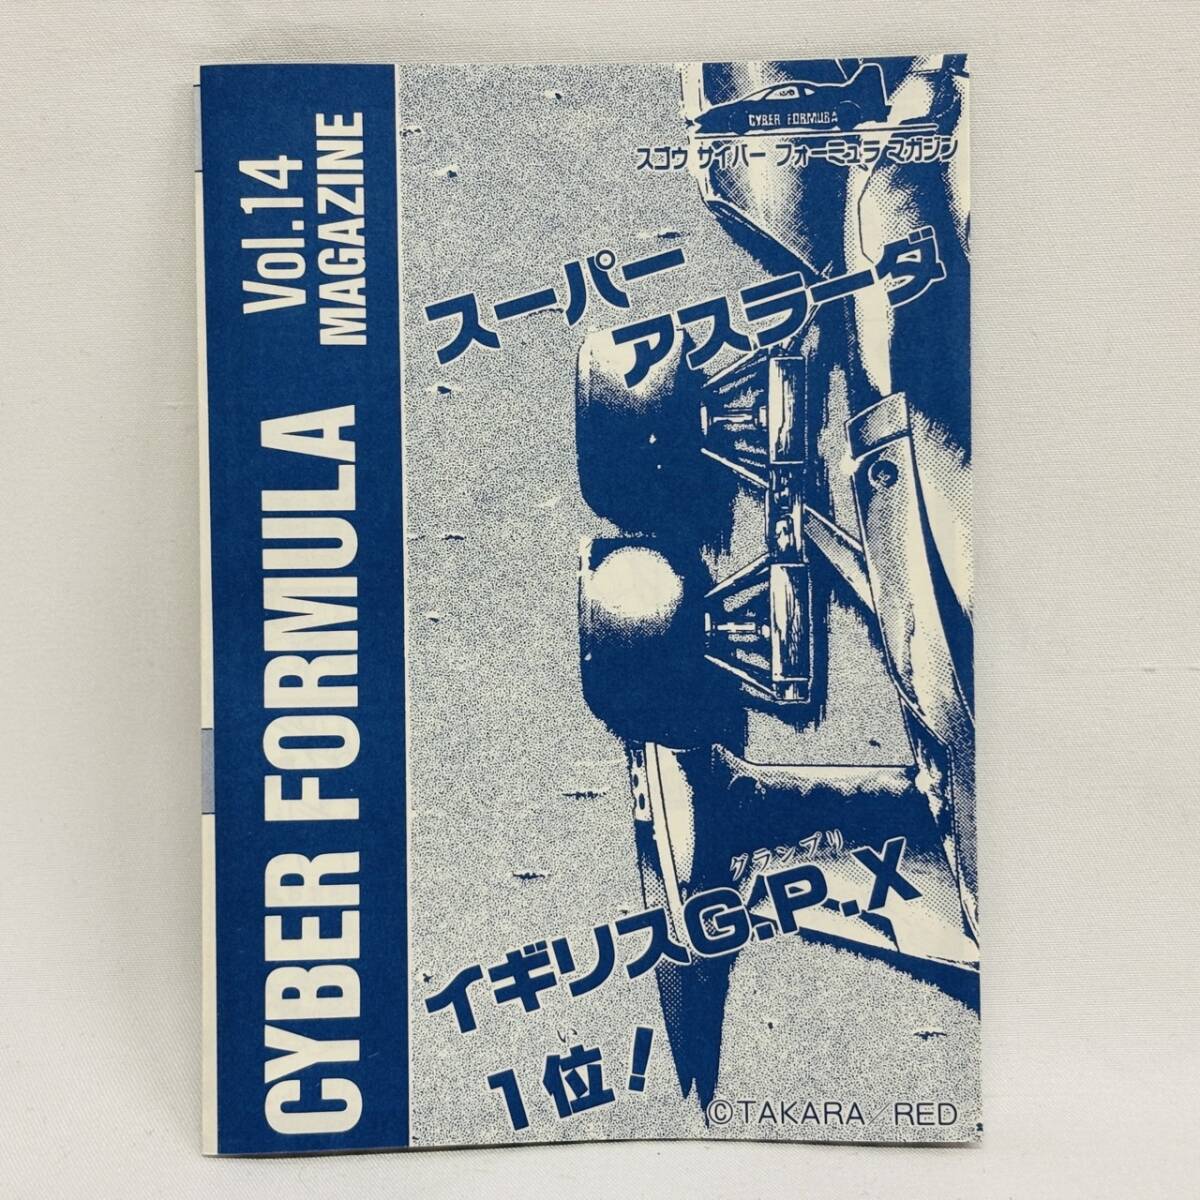 CYBER FORMULA
Vol.14
MAGAZINE
CYBER FORMURA
スゴウ サイバー フォーミュラ マガジン
スーパー
アスラーダ
グランプリ
イギリスG.P.X
い
1位!
©TAKARA/RED